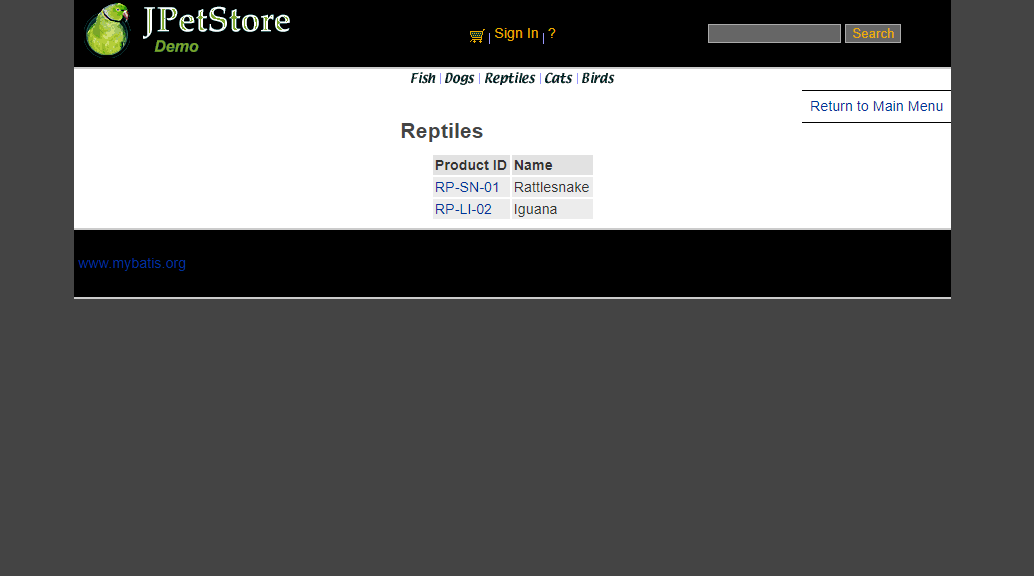 JPetStore
Demo
Sign In | ?
Search
Fish | Dogs | Reptiles | Cats | Birds
Return to Main Menu
Reptiles
Product ID Name
RP-SN-01 Rattlesnake
RP-LI-02 Iguana
www.mybatis.org